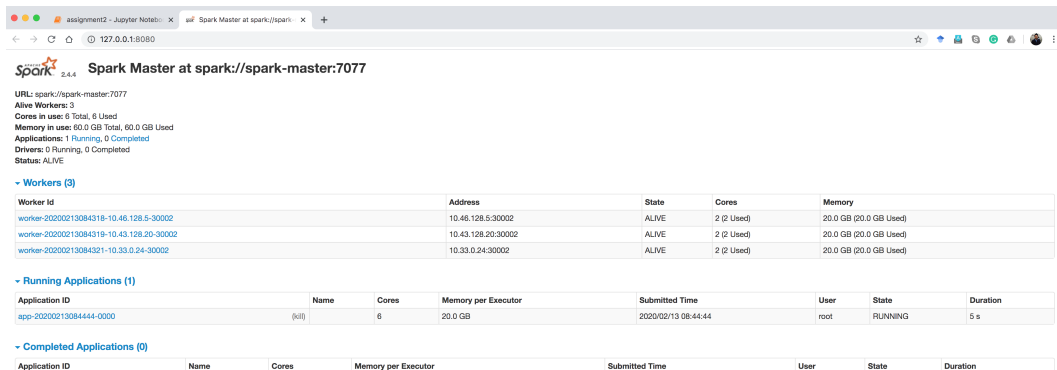 assignment2 - Jupyter Notebo
Spark Master at spark://spark-
127.0.0.1:8080
APACHE
Spark 2.4.4 Spark Master at spark://spark-master:7077
URL: spark://spark-master:7077
Alive Workers: 3
Cores in use: 6 Total, 6 Used
Memory in use: 60.0 GB Total, 60.0 GB Used
Applications: 1 Running, 0 Completed
Drivers: 0 Running, 0 Completed
Status: ALIVE
Workers (3)
Worker Id Address State Cores Memory
worker-20200213084318-10.46.128.5-30002 10.46.128.5:30002 ALIVE 2 (2 Used) 20.0 GB (20.0 GB Used)
worker-20200213084319-10.43.128.20-30002 10.43.128.20:30002 ALIVE 2 (2 Used) 20.0 GB (20.0 GB Used)
worker-20200213084321-10.33.0.24-30002 10.33.0.24:30002 ALIVE 2 (2 Used) 20.0 GB (20.0 GB Used)
Running Applications (1)
Application ID Name Cores Memory per Executor Submitted Time User State Duration
app-20200213084444-0000 (kill) 6 20.0 GB 2020/02/13 08:44:44 root RUNNING 5 s
Completed Applications (0)
Application ID Name Cores Memory per Executor Submitted Time User State Duration